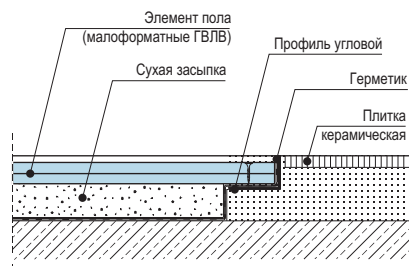 Элемент пола
(малоформатные ГВЛВ)
Профиль угловой
Сухая засыпка
Герметик
Плитка
керамическая